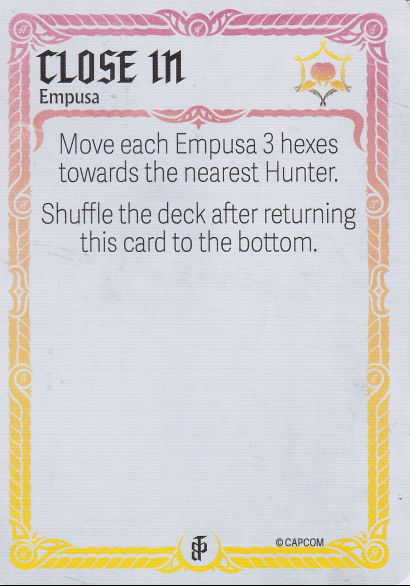 CLOSE IN
Empusa
Move each Empusa 3 hexes
towards the nearest Hunter.
Shuffle the deck after returning
this card to the bottom.
© CAPCOM